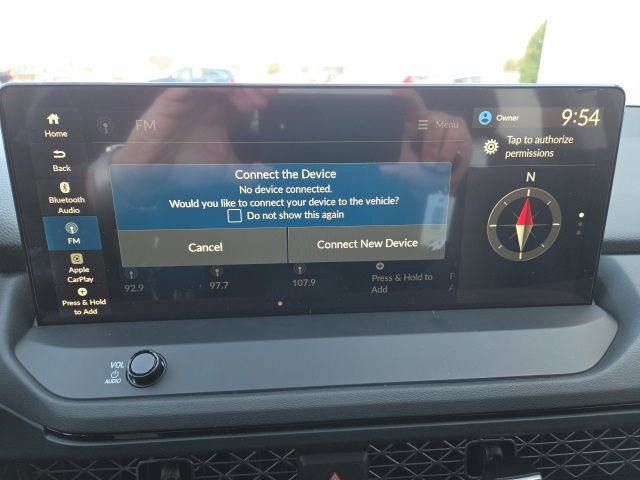 Home
Back
Bluetooth
Audio
FM
Apple
CarPlay
Press & Hold
to Add
FM
Menu
Connect the Device
No device connected.
Would you like to connect your device to the vehicle?
Do not show this again
Cancel
Connect New Device
92.9
97.7
107.9
Press & Hold to
Add
Owner
9:54
Tap to authorize
permissions
N
VOL
AUDIO